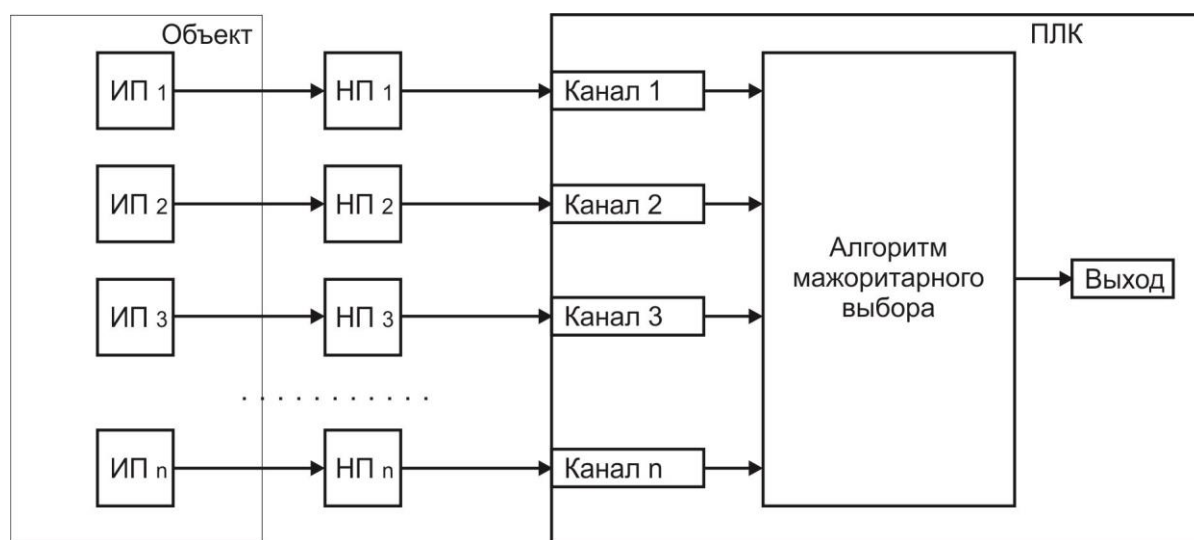 Объект
ПЛК
ИП 1
НП 1
Канал 1
ИП 2
НП 2
Канал 2
ИП 3
НП 3
Канал 3
Алгоритм
мажоритарного
выбора
Выход
. . . . . . . . . . .
ИП n
НП n
Канал n